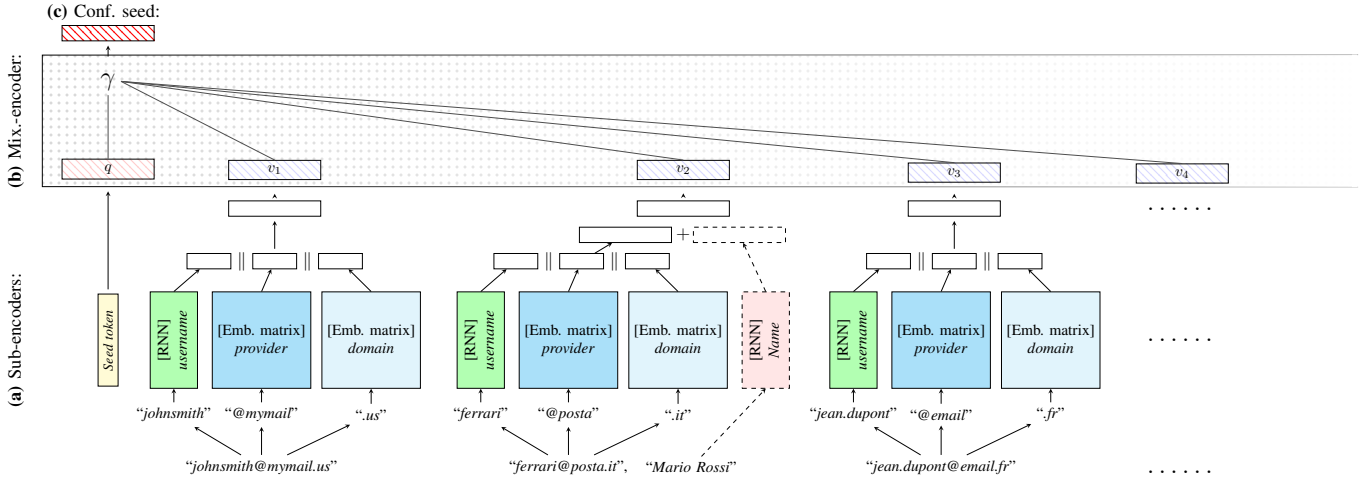 (c) Conf. seed:
(b) Mix.-encoder:
γ
q
v1
v2
v3
v4
. . . . . .
+
|| || || || || ||
(a) Sub-encoders:
Seed token
[RNN]
username
[Emb. matrix]
provider
[Emb. matrix]
domain
[RNN]
username
[Emb. matrix]
provider
[Emb. matrix]
domain
[RNN]
Name
[RNN]
username
[Emb. matrix]
provider
[Emb. matrix]
domain
. . . . . .
“johnsmith” “@mymail” “.us” “ferrari” “@posta” “.it” “jean.dupont” “@email” “.fr”
“johnsmith@mymail.us” “ferrari@posta.it”, “Mario Rossi” “jean.dupont@email.fr” . . . . . .